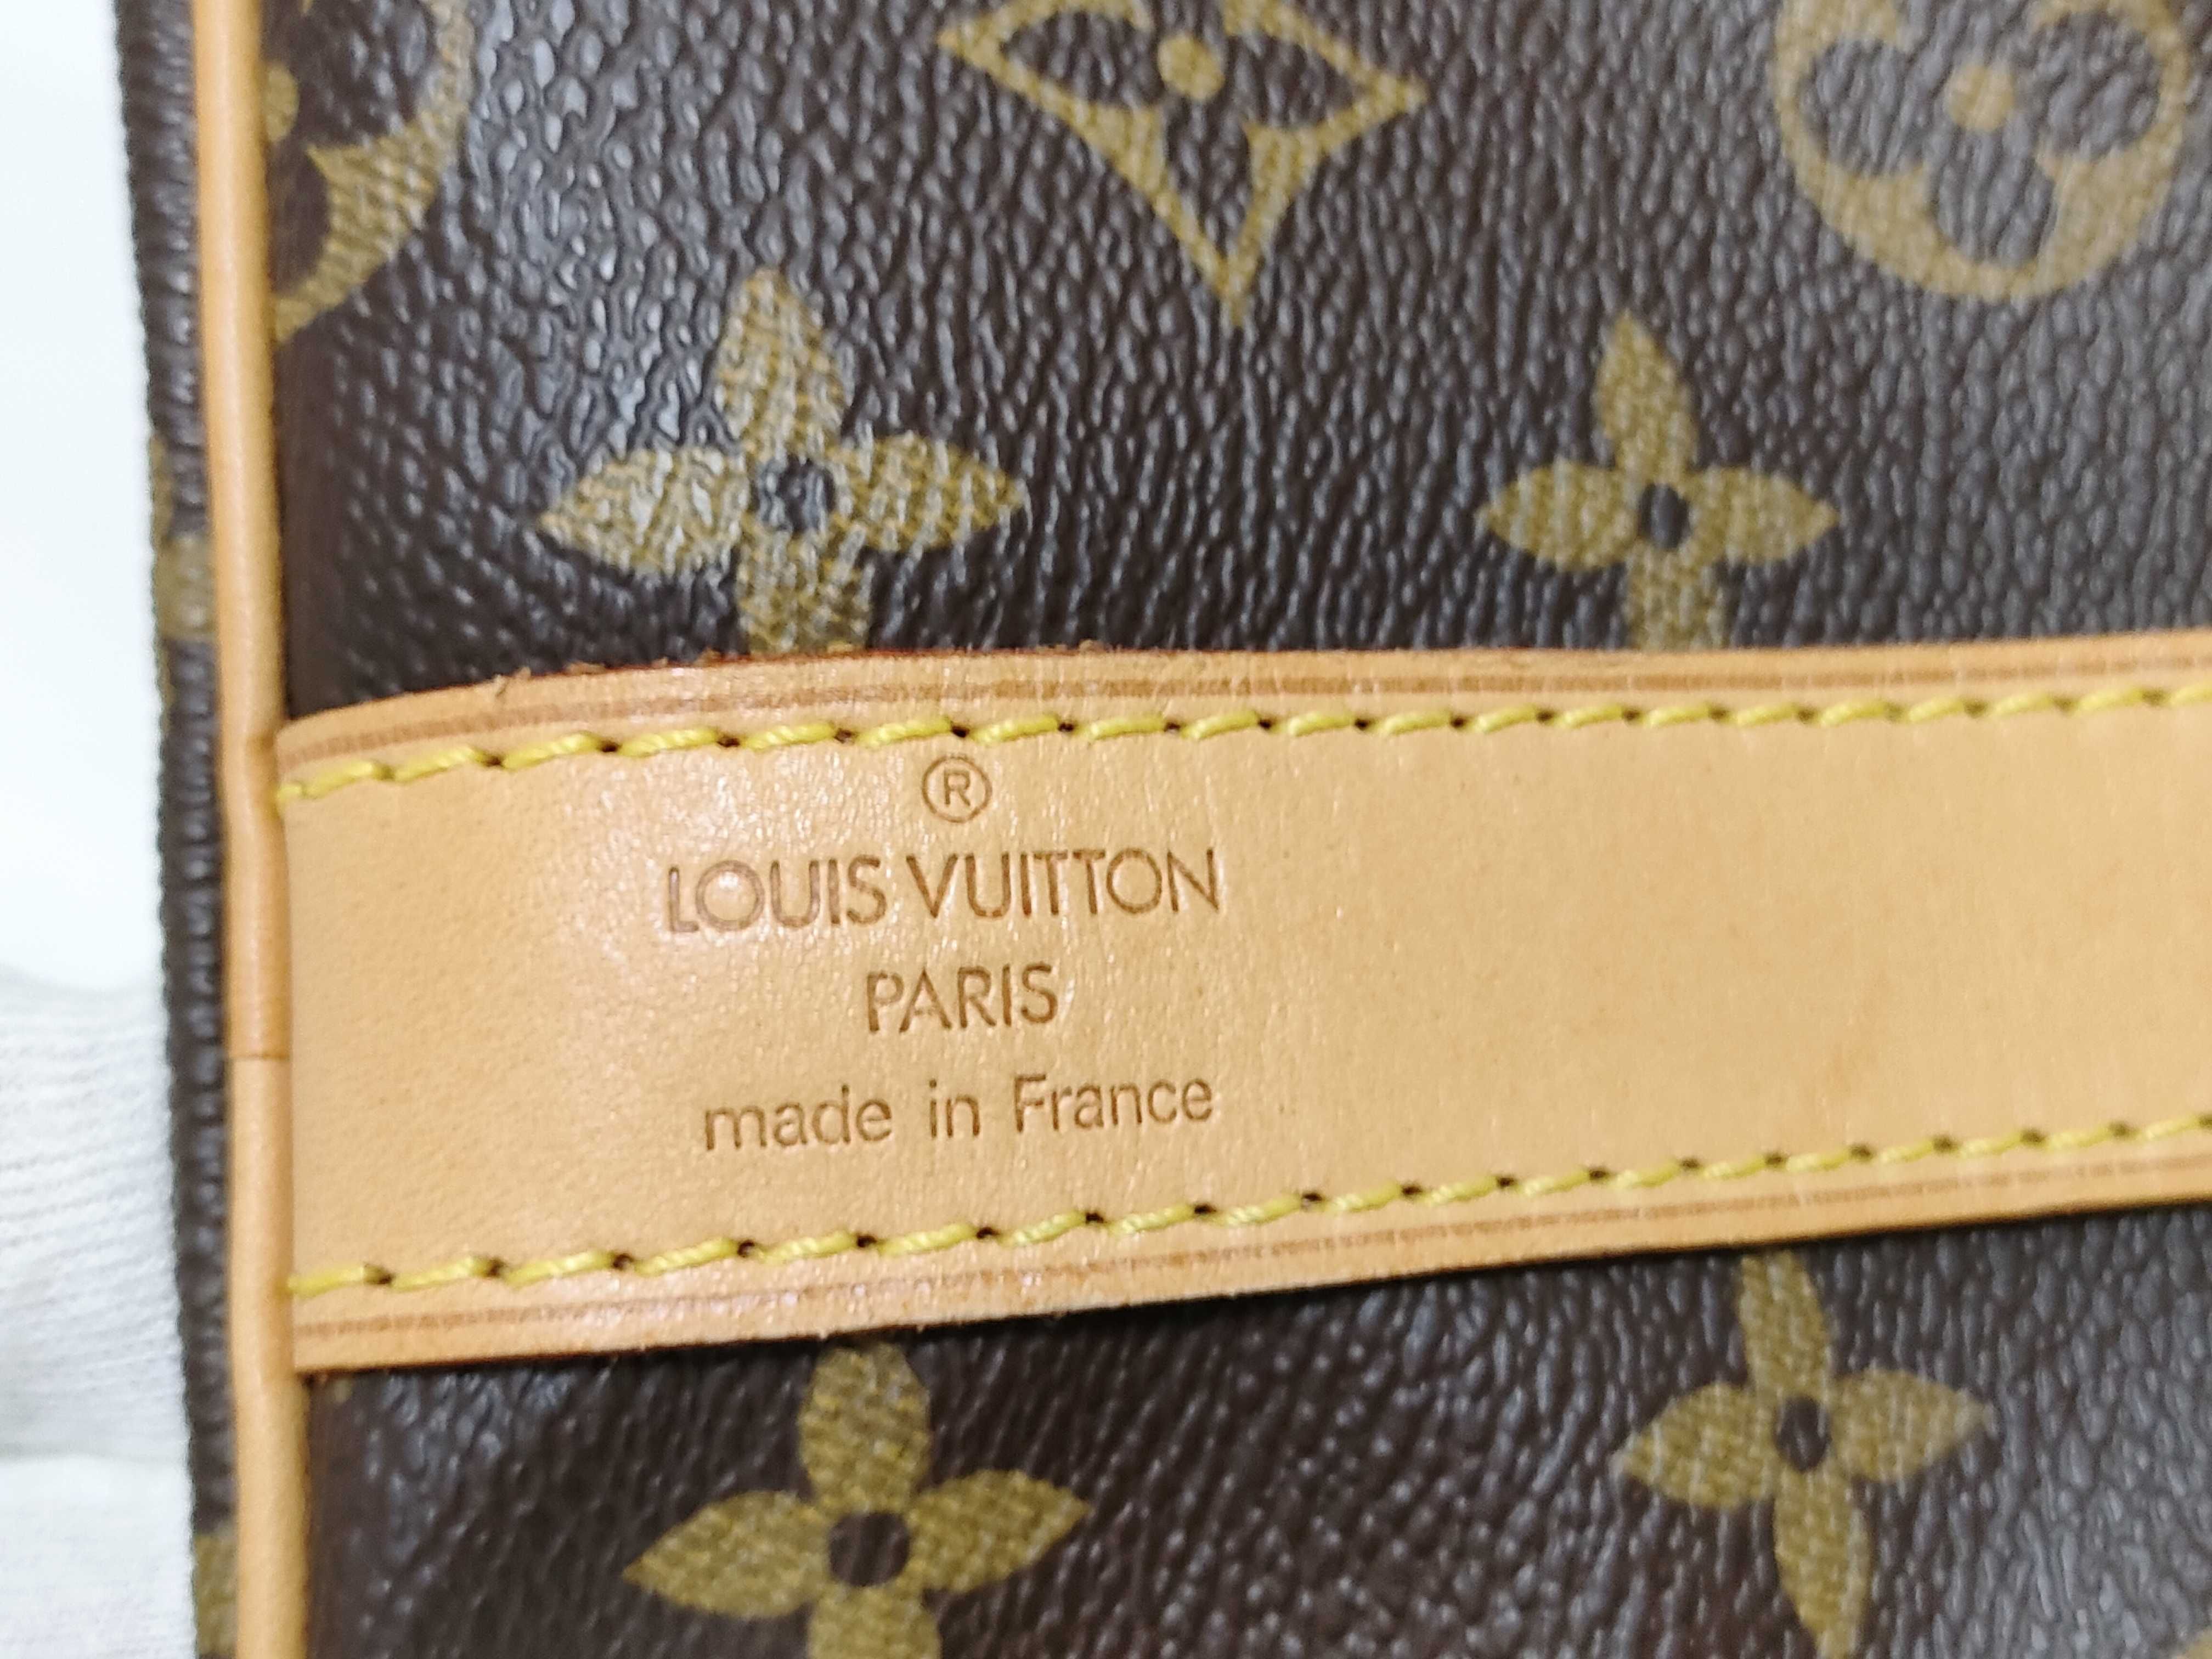 ®
LOUIS VUITTON
PARIS
made in France